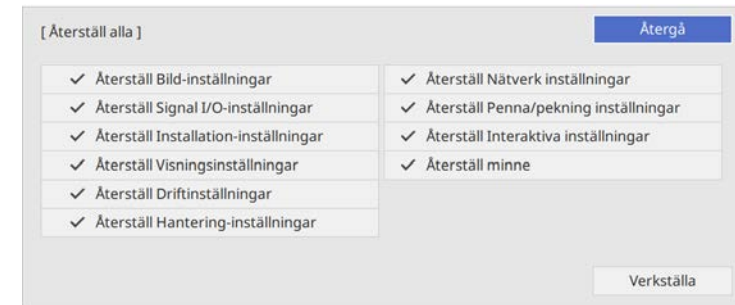 [ Återställ alla ]
Återgå
Återställ Bild-inställningar
Återställ Signal I/O-inställningar
Återställ Installation-inställningar
Återställ Visningsinställningar
Återställ Driftinställningar
Återställ Hantering-inställningar
Återställ Nätverk inställningar
Återställ Penna/pekning inställningar
Återställ Interaktiva inställningar
Återställ minne
Verkställa